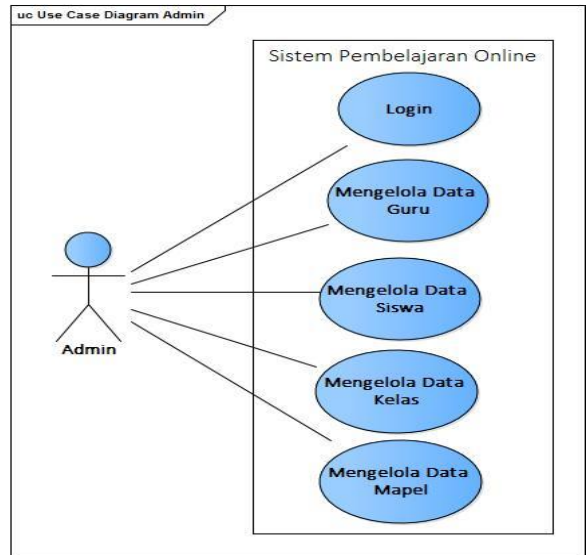 uc Use Case Diagram Admin
Sistem Pembelajaran Online
Login
Mengelola Data
Guru
Mengelola Data
Siswa
Admin
Mengelola Data
Kelas
Mengelola Data
Mapel